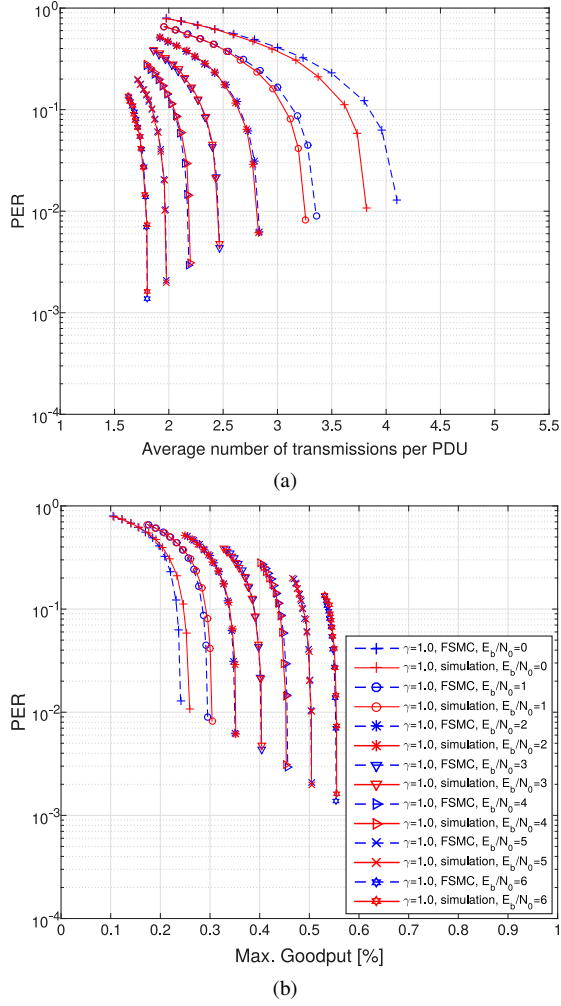 10^0
10^-1
10^-2
10^-3
10^-4
PER
1 1.5 2 2.5 3 3.5 4 4.5 5 5.5
Average number of transmissions per PDU
(a)
10^0
10^-1
10^-2
10^-3
10^-4
PER
γ=1.0, FSMC, E_b/N_0=0
γ=1.0, simulation, E_b/N_0=0
γ=1.0, FSMC, E_b/N_0=1
γ=1.0, simulation, E_b/N_0=1
γ=1.0, FSMC, E_b/N_0=2
γ=1.0, simulation, E_b/N_0=2
γ=1.0, FSMC, E_b/N_0=3
γ=1.0, simulation, E_b/N_0=3
γ=1.0, FSMC, E_b/N_0=4
γ=1.0, simulation, E_b/N_0=4
γ=1.0, FSMC, E_b/N_0=5
γ=1.0, simulation, E_b/N_0=5
γ=1.0, FSMC, E_b/N_0=6
γ=1.0, simulation, E_b/N_0=6
0 0.1 0.2 0.3 0.4 0.5 0.6 0.7 0.8 0.9 1
Max. Goodput [%]
(b)